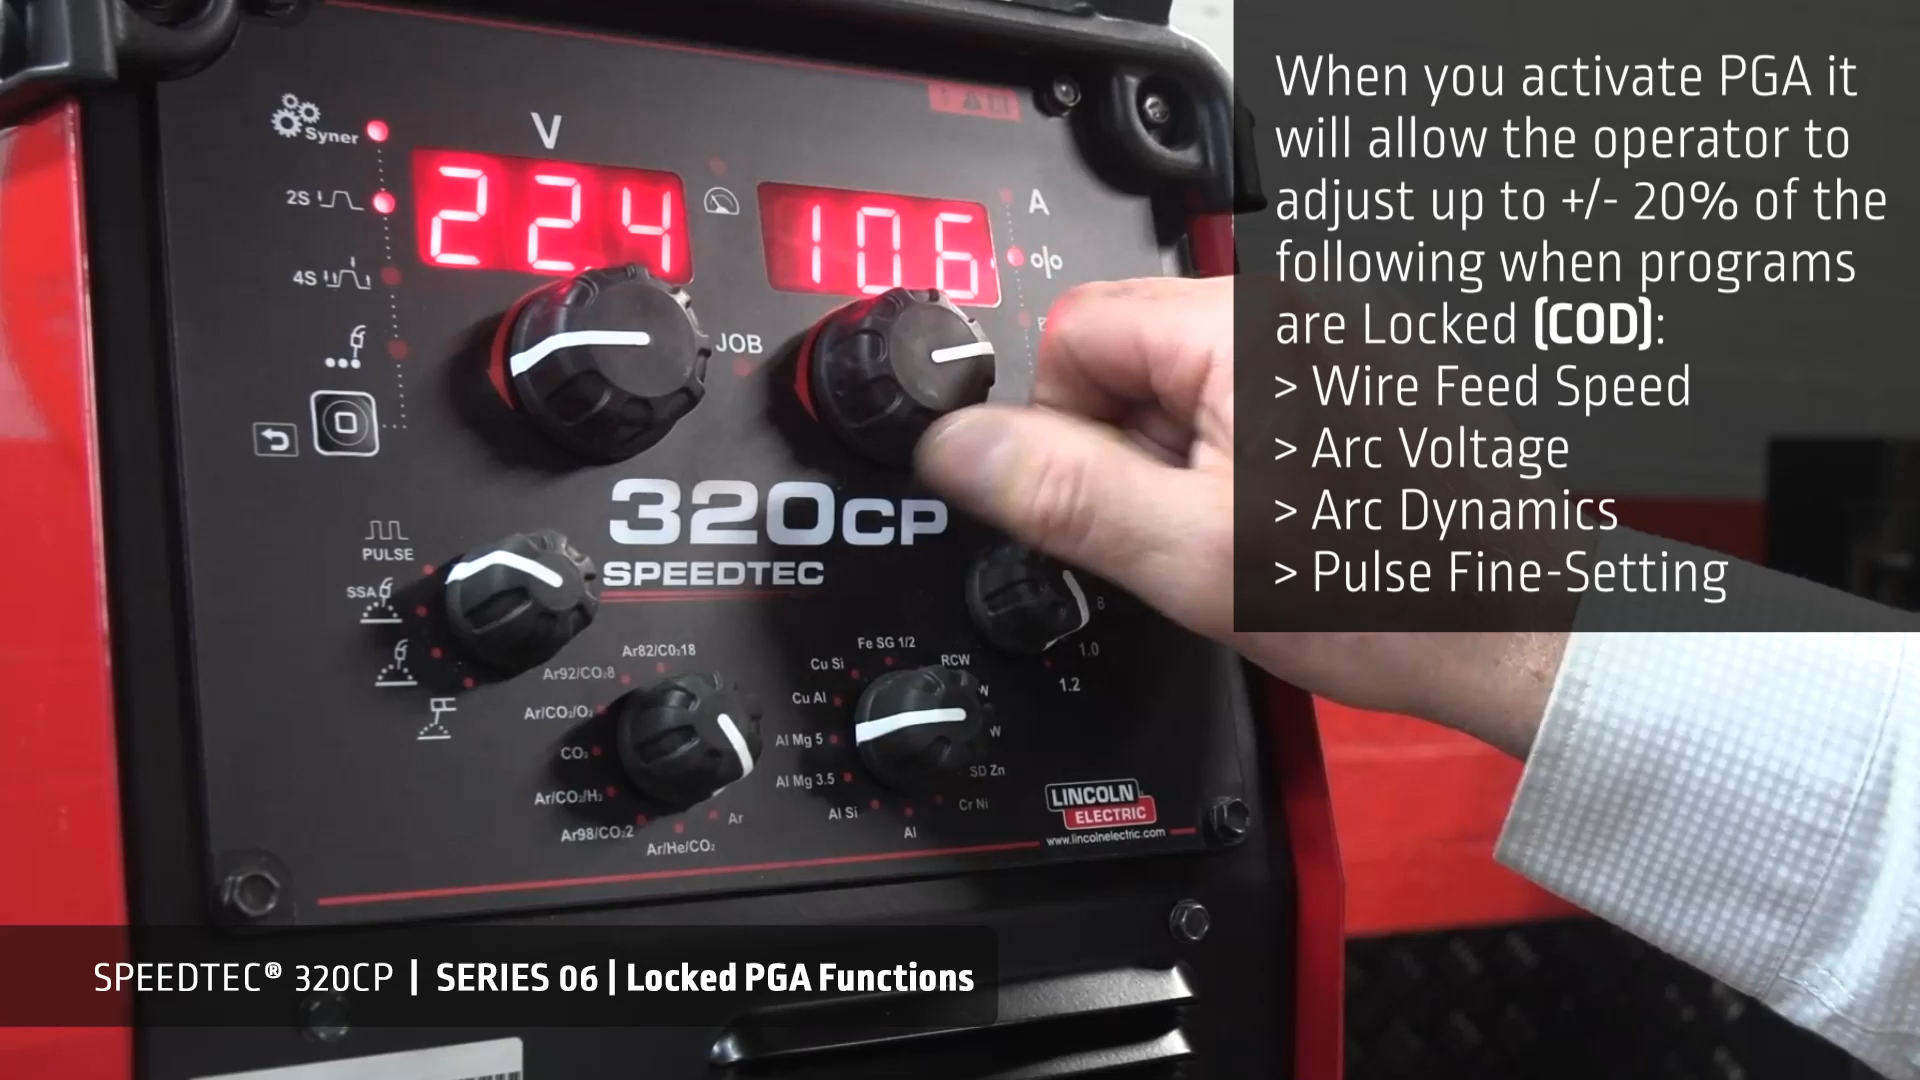 When you activate PGA it
will allow the operator to
adjust up to +/- 20% of the
following when programs
are Locked (COD):
> Wire Feed Speed
> Arc Voltage
> Arc Dynamics
> Pulse Fine-Setting
Syner
V
2S
224
106
A
%
4S
JOB
320CP
SPEEDTEC
PULSE
SSA
8
1.0
1.2
Ar82/CO₂18
Ar92/CO₂8
Ar/CO₂/O₂
CO₂
Ar/CO₂/H₂
Ar98/CO₂2
Ar/He/CO₂
Ar
Fe SG 1/2
Cu Si
RCW
Cu Al
W
Al Mg 5
W
Al Mg 3.5
SD Zn
Al Si
Cr Ni
Al
LINCOLN
ELECTRIC
www.lincolnelectric.com
SPEEDTEC® 320CP | SERIES 06 | Locked PGA Functions